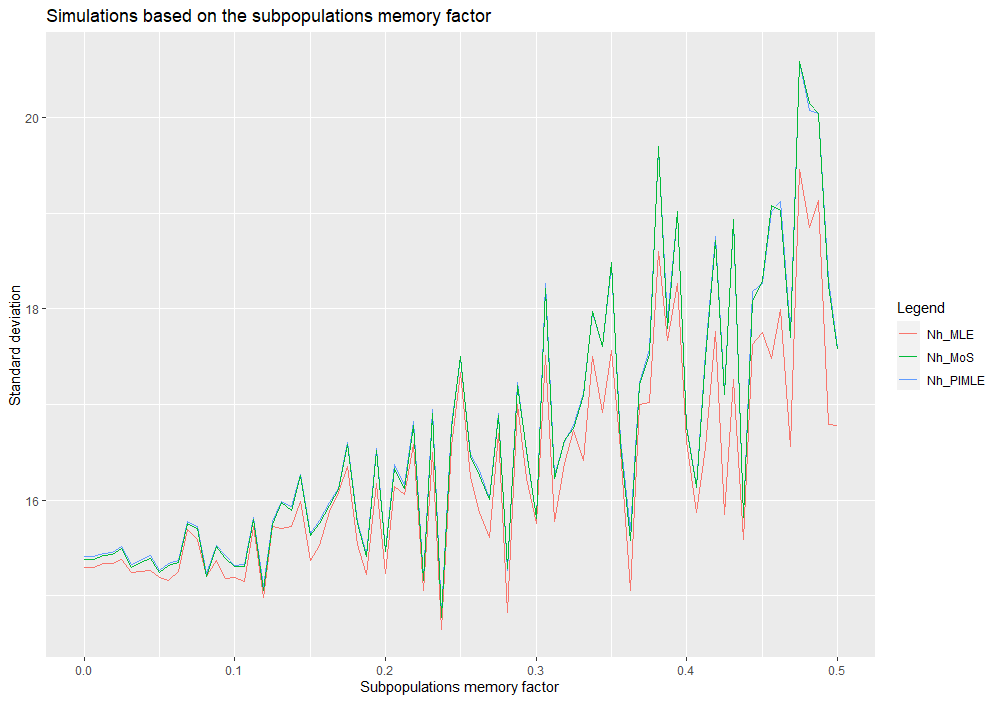 Simulations based on the subpopulations memory factor
20
18
16
Standard deviation
0.0 0.1 0.2 0.3 0.4 0.5
Subpopulations memory factor
Legend
Nh_MLE
Nh_MoS
Nh_PIMLE